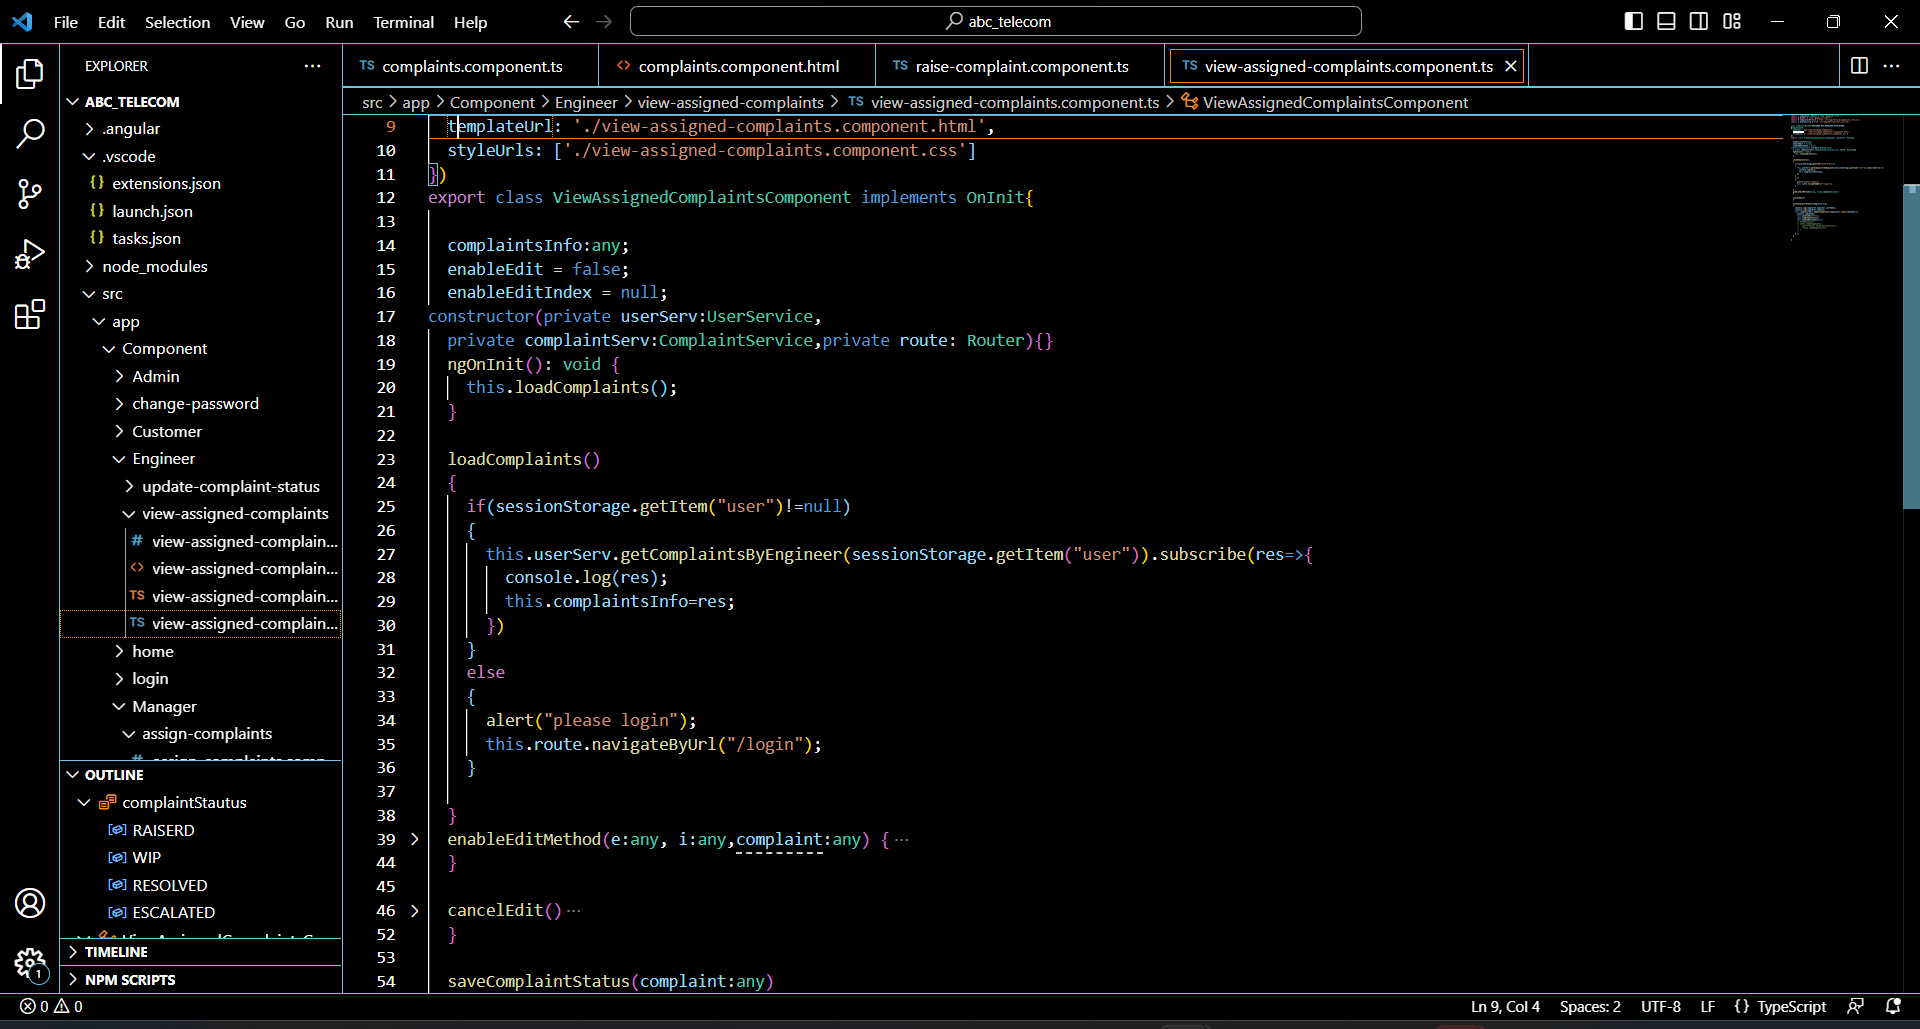 File Edit Selection View Go Run Terminal Help
abc_telecom
EXPLORER
ABC_TELECOM
.angular
.vscode
{} extensions.json
{} launch.json
{} tasks.json
node_modules
src
app
Component
Admin
change-password
Customer
Engineer
update-complaint-status
view-assigned-complaints
# view-assigned-complain...
<> view-assigned-complain...
TS view-assigned-complain...
TS view-assigned-complain...
home
login
Manager
assign-complaints
OUTLINE
complaintStautus
RAISERD
WIP
RESOLVED
ESCALATED
TIMELINE
NPM SCRIPTS
TS complaints.component.ts
<> complaints.component.html
TS raise-complaint.component.ts
TS view-assigned-complaints.component.ts
src > app > Component > Engineer > view-assigned-complaints > TS view-assigned-complaints.component.ts > ViewAssignedComplaintsComponent
9 templateUrl: './view-assigned-complaints.component.html',
10 styleUrls: ['./view-assigned-complaints.component.css']
11 })
12 export class ViewAssignedComplaintsComponent implements OnInit{
13
14 complaintsInfo:any;
15 enableEdit = false;
16 enableEditIndex = null;
17 constructor(private userServ:UserService,
18 private complaintServ:ComplaintService,private route: Router){}
19 ngOnInit(): void {
20 this.loadComplaints();
21 }
22
23 loadComplaints()
24 {
25 if(sessionStorage.getItem("user")!=null)
26 {
27 this.userServ.getComplaintsByEngineer(sessionStorage.getItem("user")).subscribe(res=>{
28 console.log(res);
29 this.complaintsInfo=res;
30 })
31 }
32 else
33 {
34 alert("please login");
35 this.route.navigateByUrl("/login");
36 }
37
38 }
39 enableEditMethod(e:any, i:any,complaint:any) { ···
44 }
45
46 cancelEdit() ···
52 }
53
54 saveComplaintStatus(complaint:any)
1
0 0
Ln 9, Col 4 Spaces: 2 UTF-8 LF {} TypeScript